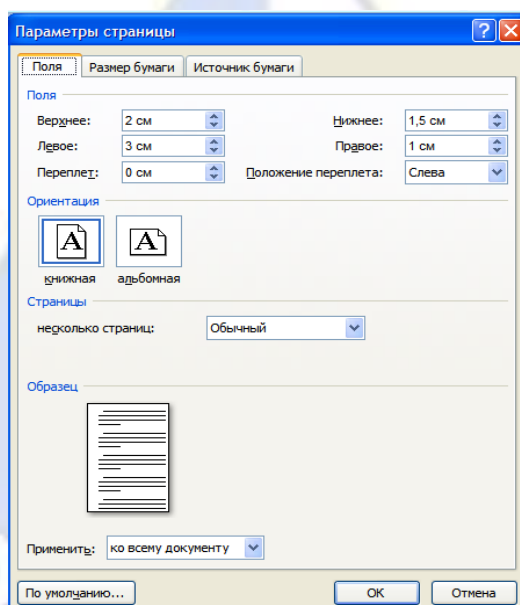 Параметры страницы
Поля Размер бумаги Источник бумаги
Поля
Верхнее: 2 см Нижнее: 1,5 см
Левое: 3 см Правое: 1 см
Переплет: 0 см Положение переплета: Слева
Ориентация
A A
книжная альбомная
Страницы
несколько страниц: Обычный
Образец
Применить: ко всему документу
По умолчанию... ОК Отмена